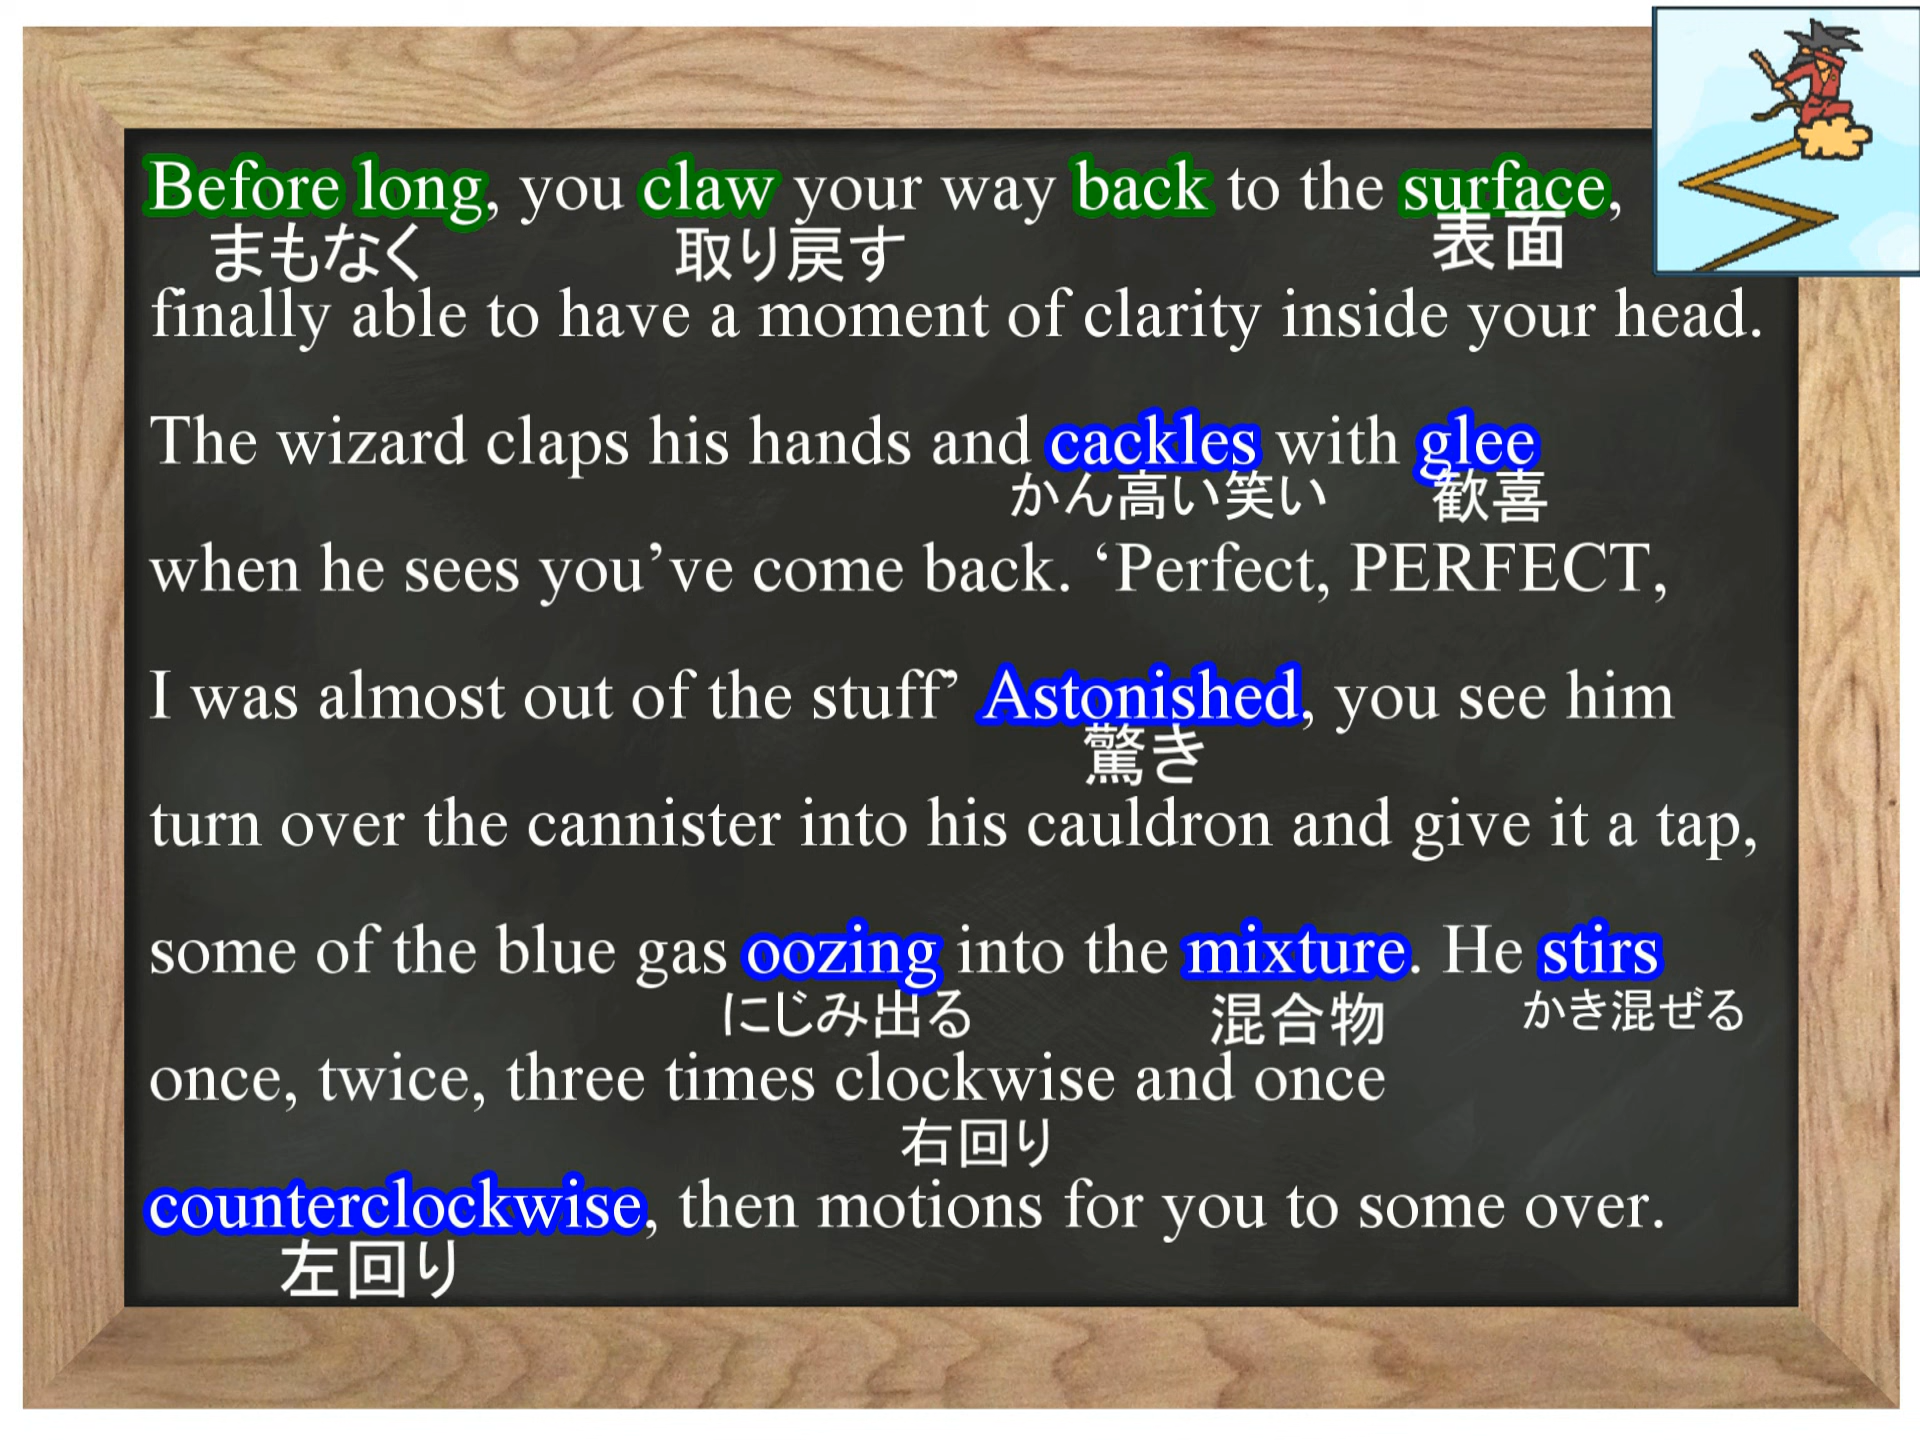 Before long, you claw your way back to the surface,
まもなく 取り戻す 表面
finally able to have a moment of clarity inside your head.
The wizard claps his hands and cackles with glee
かん高い笑い 歓喜
when he sees you’ve come back. ‘Perfect, PERFECT,
I was almost out of the stuff’ Astonished, you see him
驚き
turn over the cannister into his cauldron and give it a tap,
some of the blue gas oozing into the mixture. He stirs
にじみ出る 混合物 かき混ぜる
once, twice, three times clockwise and once
右回り
counterclockwise, then motions for you to some over.
左回り